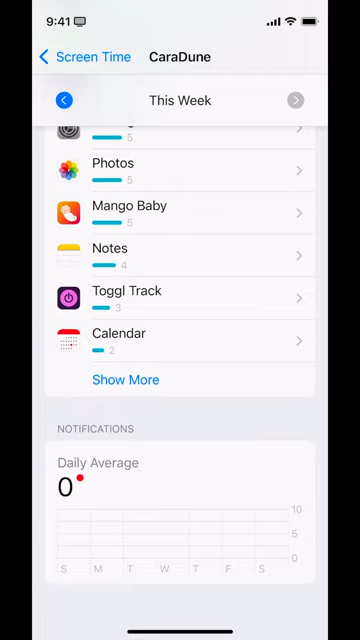 9:41
Screen Time
CaraDune
This Week
5
Photos
5
Mango Baby
5
Notes
4
Toggl Track
3
Calendar
2
Show More
NOTIFICATIONS
Daily Average
0
10
5
0
S M T W T F S